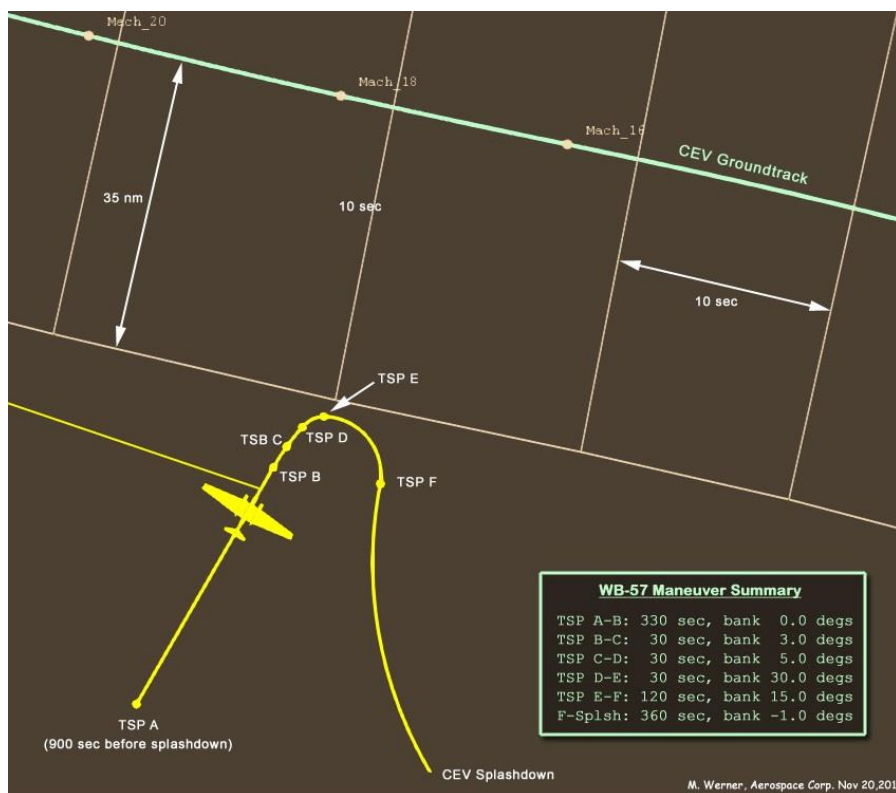 Mach_20
Mach_18
Mach_16
CEV Groundtrack
35 nm
10 sec
10 sec
TSP E
TSB C
TSP D
TSP B
TSP F
WB-57 Maneuver Summary
TSP A-B: 330 sec, bank 0.0 degs
TSP B-C: 30 sec, bank 3.0 degs
TSP C-D: 30 sec, bank 5.0 degs
TSP D-E: 30 sec, bank 30.0 degs
TSP E-F: 120 sec, bank 15.0 degs
F-Splsh: 360 sec, bank -1.0 degs
TSP A
(900 sec before splashdown)
CEV Splashdown
M. Werner, Aerospace Corp. Nov 20,201